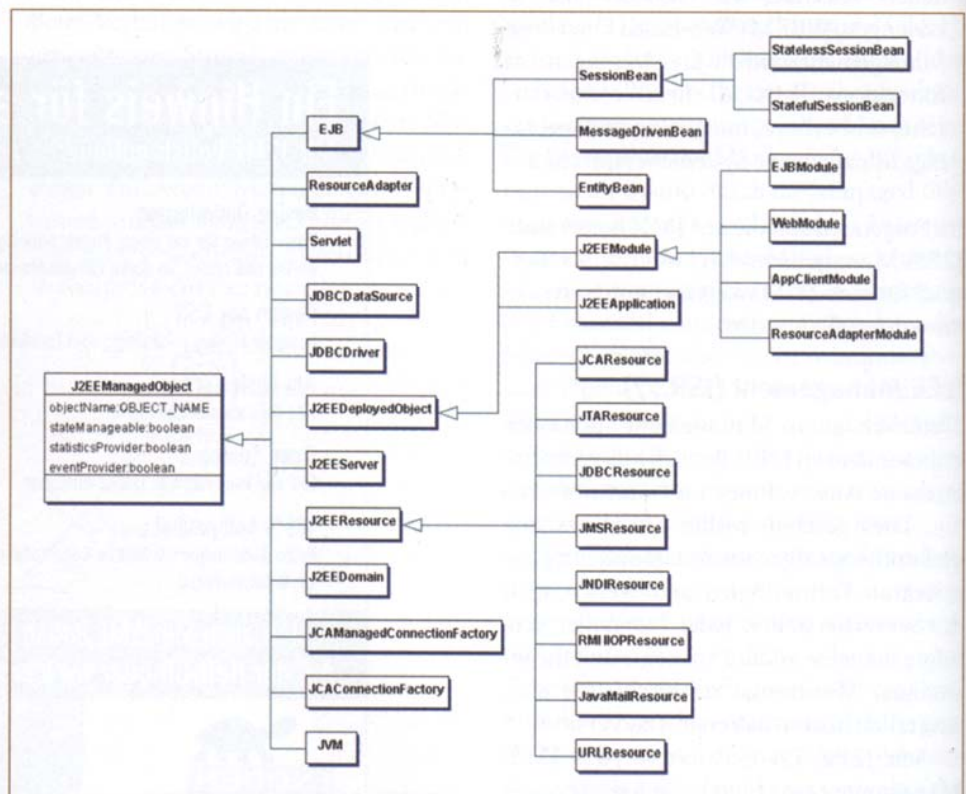 J2EEManagedObject
objectName:OBJECT_NAME
stateManageable:boolean
statisticsProvider:boolean
eventProvider:boolean
EJB
ResourceAdapter
Servlet
JDBCDataSource
JDBCDriver
J2EEDeployedObject
J2EEServer
J2EEResource
J2EEDomain
JCAManagedConnectionFactory
JCAConnectionFactory
JVM
SessionBean
MessageDrivenBean
EntityBean
J2EEModule
J2EEApplication
JCAResource
JTAResource
JDBCResource
JMSResource
JNDIResource
RMIIIOPResource
JavaMailResource
URLResource
StatelessSessionBean
StatefulSessionBean
EJBModule
WebModule
AppClientModule
ResourceAdapterModule